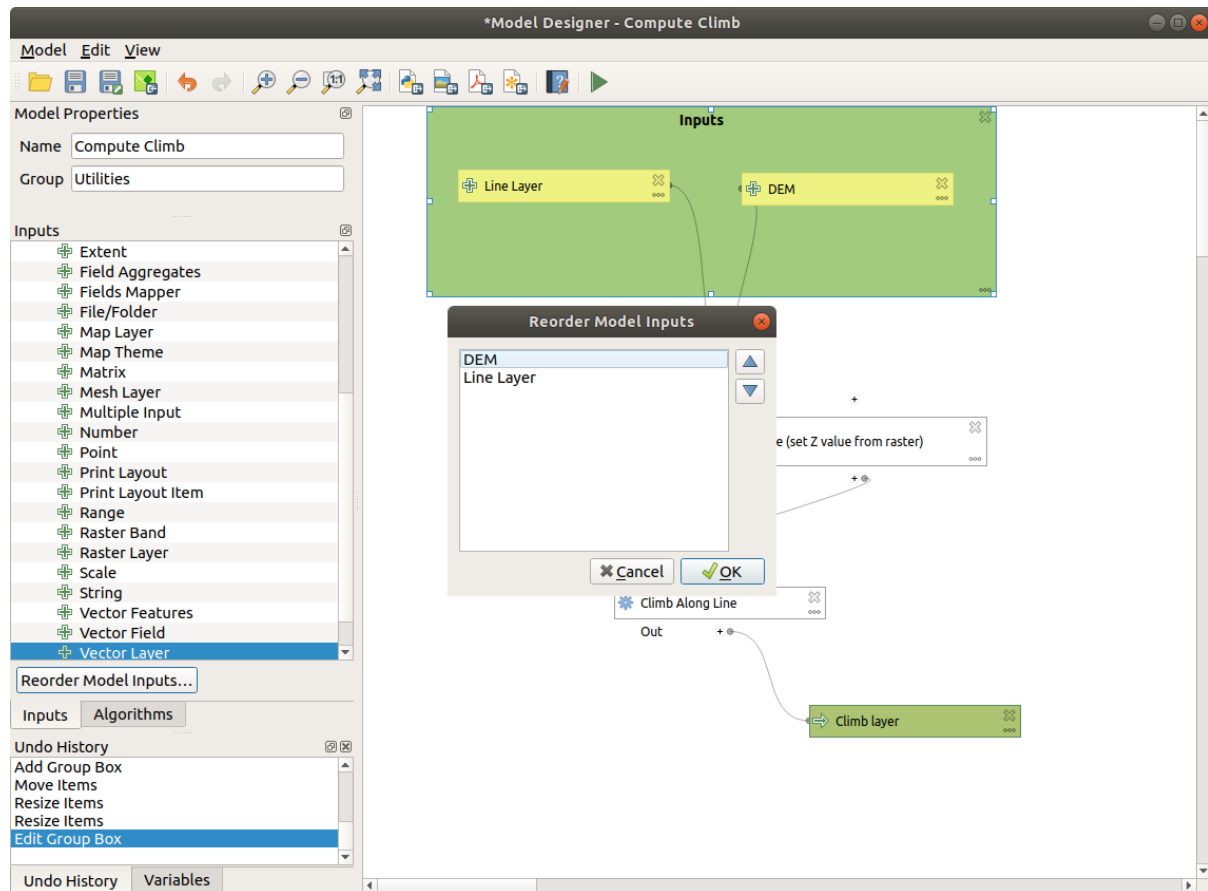 *Model Designer - Compute Climb
Model Edit View
1:1
Model Properties
Name Compute Climb
Group Utilities
Inputs
Extent
Field Aggregates
Fields Mapper
File/Folder
Map Layer
Map Theme
Matrix
Mesh Layer
Multiple Input
Number
Point
Print Layout
Print Layout Item
Range
Raster Band
Raster Layer
Scale
String
Vector Features
Vector Field
Vector Layer
Reorder Model Inputs...
Inputs Algorithms
Undo History
Add Group Box
Move Items
Resize Items
Resize Items
Edit Group Box
Undo History Variables
Inputs
Line Layer
DEM
Reorder Model Inputs
DEM
Line Layer
Cancel OK
+
e (set Z value from raster)
+
Climb Along Line
Out +
Climb layer